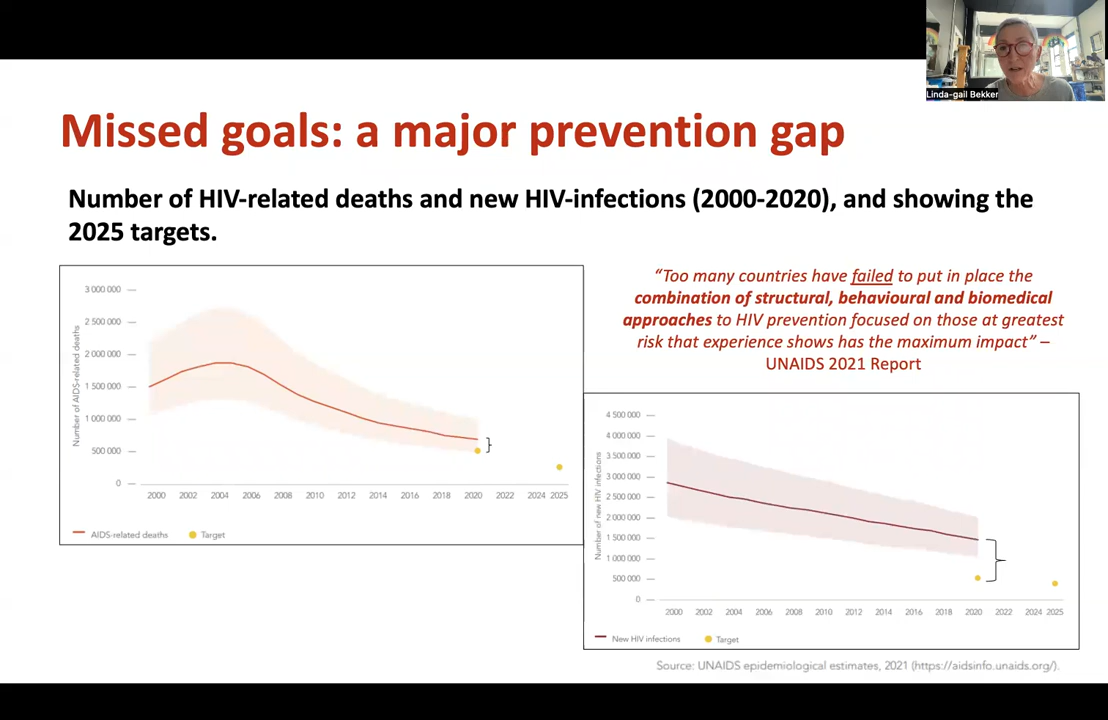 Linda-gail Bekker
Missed goals: a major prevention gap
Number of HIV-related deaths and new HIV-infections (2000-2020), and showing the
2025 targets.
3 000 000
2 500 000
2 000 000
1 500 000
1 000 000
500 000
0
Number of AIDS-related deaths
2000 2002 2004 2006 2008 2010 2012 2014 2016 2018 2020 2022 2024 2025
AIDS-related deaths Target
“Too many countries have failed to put in place the
combination of structural, behavioural and biomedical
approaches to HIV prevention focused on those at greatest
risk that experience shows has the maximum impact” –
UNAIDS 2021 Report
4 500 000
4 000 000
3 500 000
3 000 000
2 500 000
2 000 000
1 500 000
1 000 000
500 000
0
Number of new HIV infections
2000 2002 2004 2006 2008 2010 2012 2014 2016 2018 2020 2022 2024 2025
New HIV infections Target
Source: UNAIDS epidemiological estimates, 2021 (https://aidsinfo.unaids.org/).